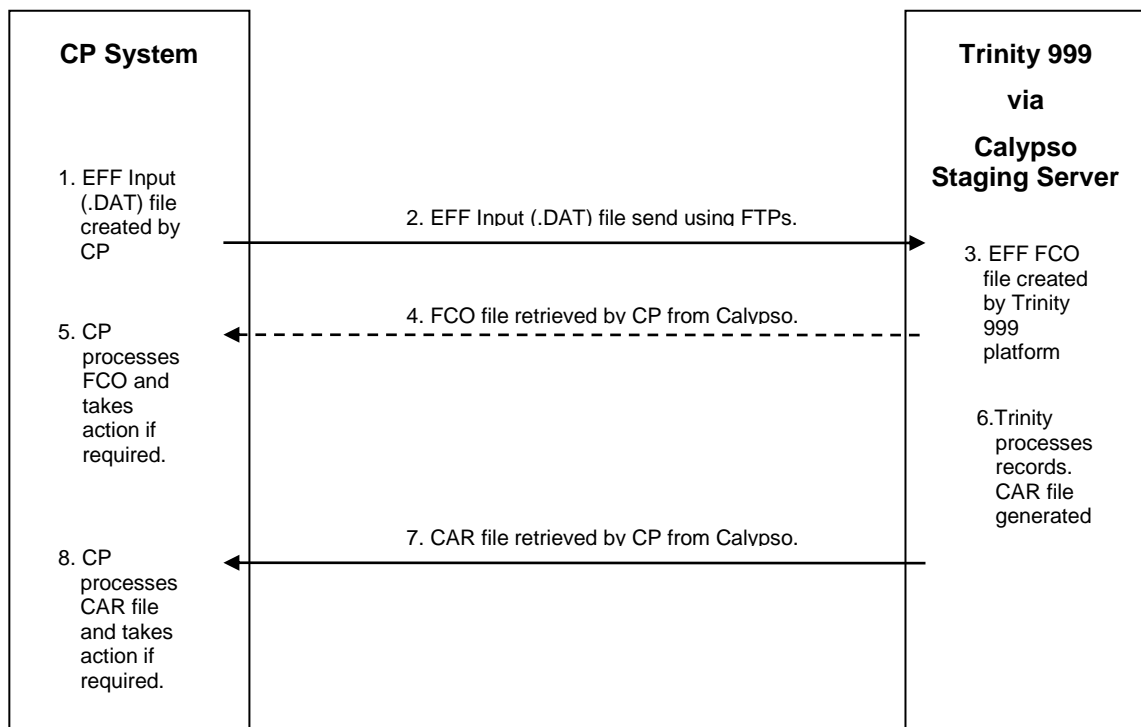 CP System
Trinity 999
via
Calypso
Staging Server
1. EFF Input
(.DAT) file
created by
CP
2. EFF Input (.DAT) file send using FTPs.
3. EFF FCO
file created
by Trinity
999
platform
4. FCO file retrieved by CP from Calypso.
5. CP
processes
FCO and
takes
action if
required.
6.Trinity
processes
records.
CAR file
generated
7. CAR file retrieved by CP from Calypso.
8. CP
processes
CAR file
and takes
action if
required.